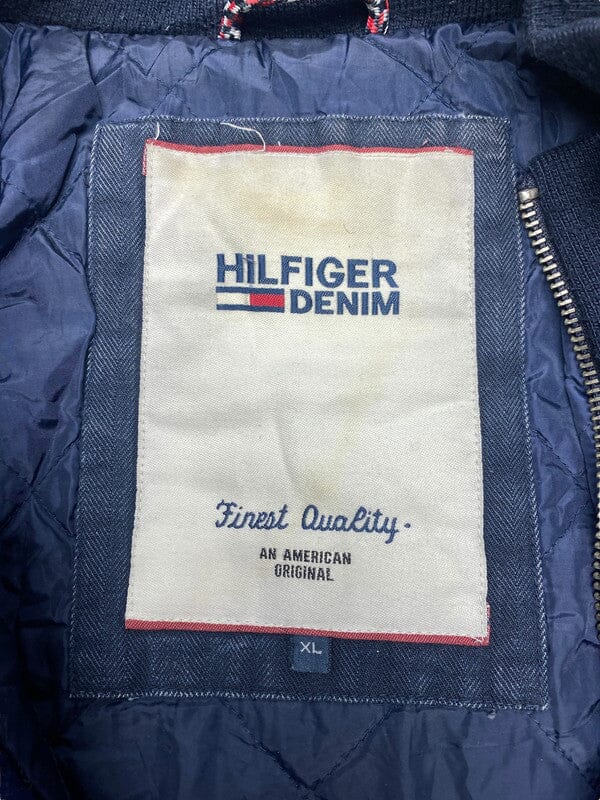 HiLFIGER
DENIM
Finest Quality.
AN AMERICAN
ORIGINAL
XL